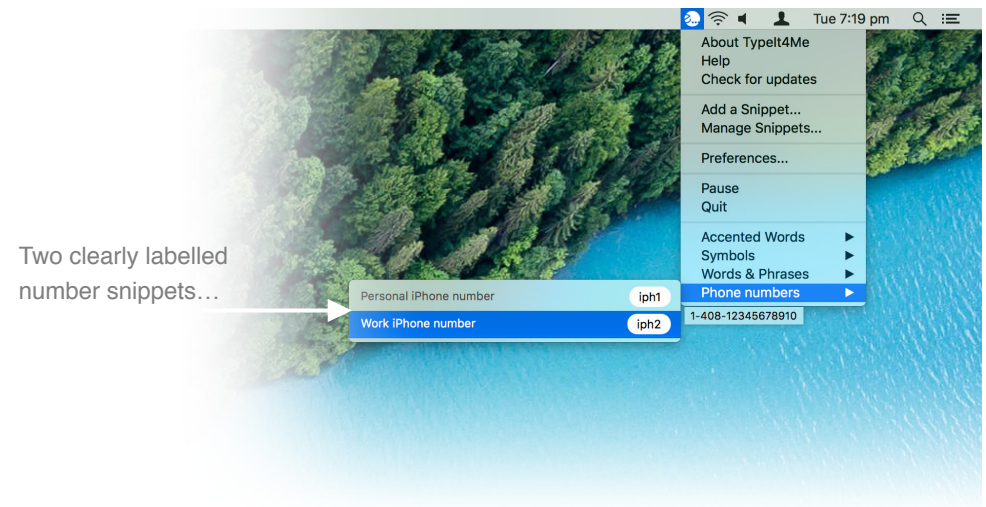 Tue 7:19 pm
About TypeIt4Me
Help
Check for updates
Add a Snippet...
Manage Snippets...
Preferences...
Pause
Quit
Accented Words
Symbols
Words & Phrases
Phone numbers
Two clearly labelled
number snippets…
Personal iPhone number iph1
Work iPhone number iph2
1-408-12345678910